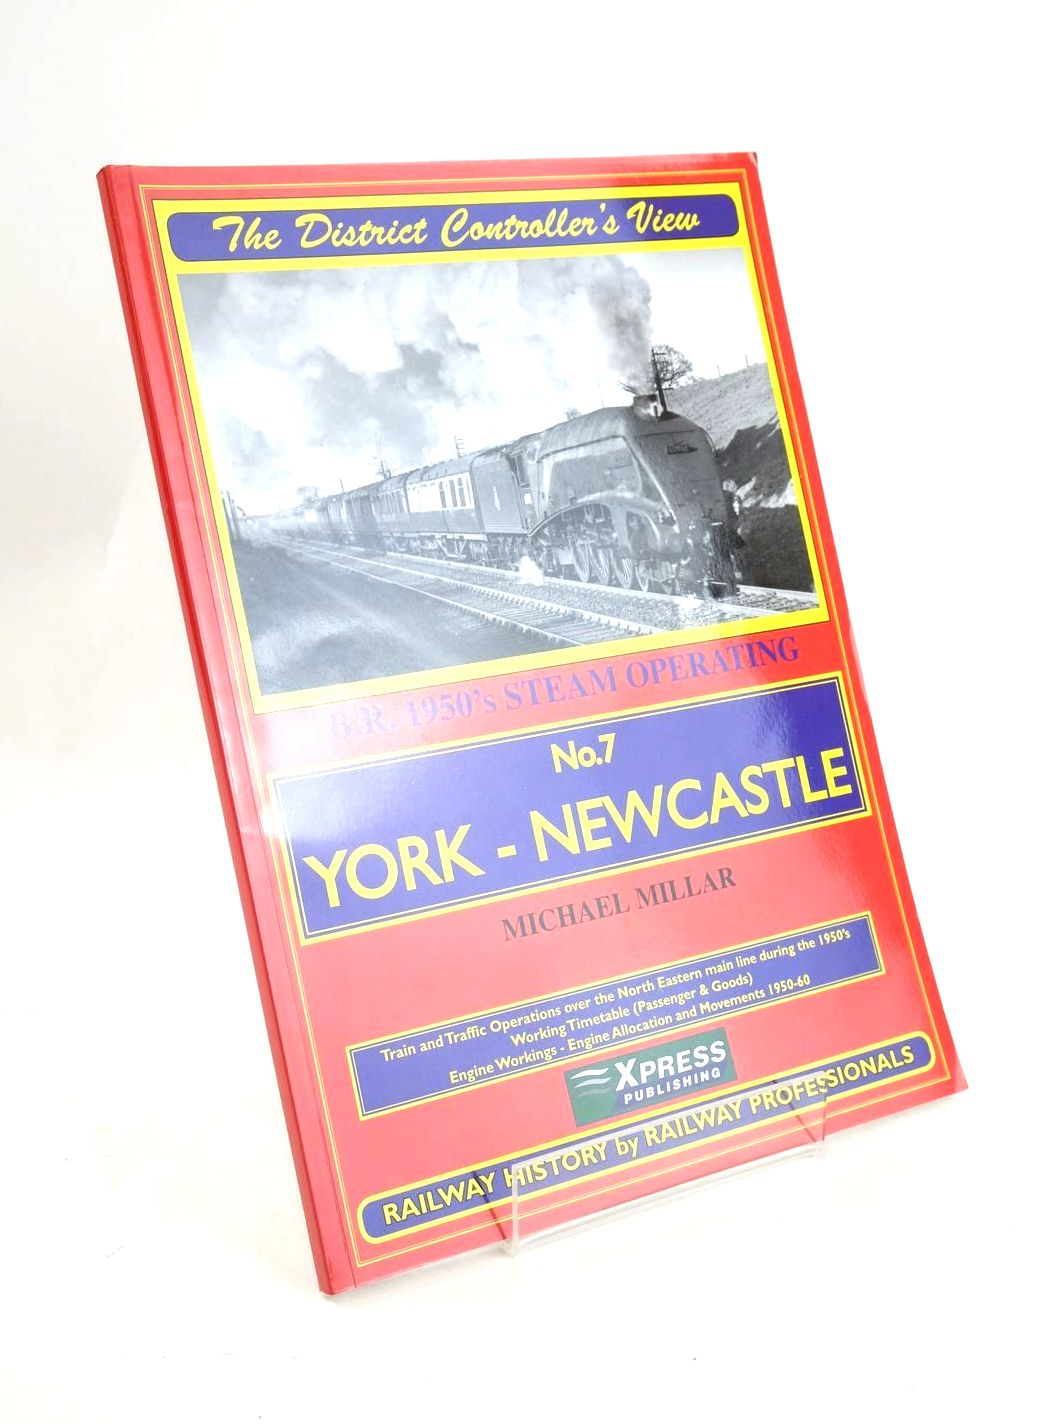 The District Controller's View
B.R. 1950's STEAM OPERATING
No.7
YORK - NEWCASTLE
MICHAEL MILLAR
Train and Traffic Operations over the North Eastern main line during the 1950's
Working Timetable (Passenger & Goods)
Engine Workings - Engine Allocation and Movements 1950-60
XPRESS
PUBLISHING
RAILWAY HISTORY by RAILWAY PROFESSIONALS